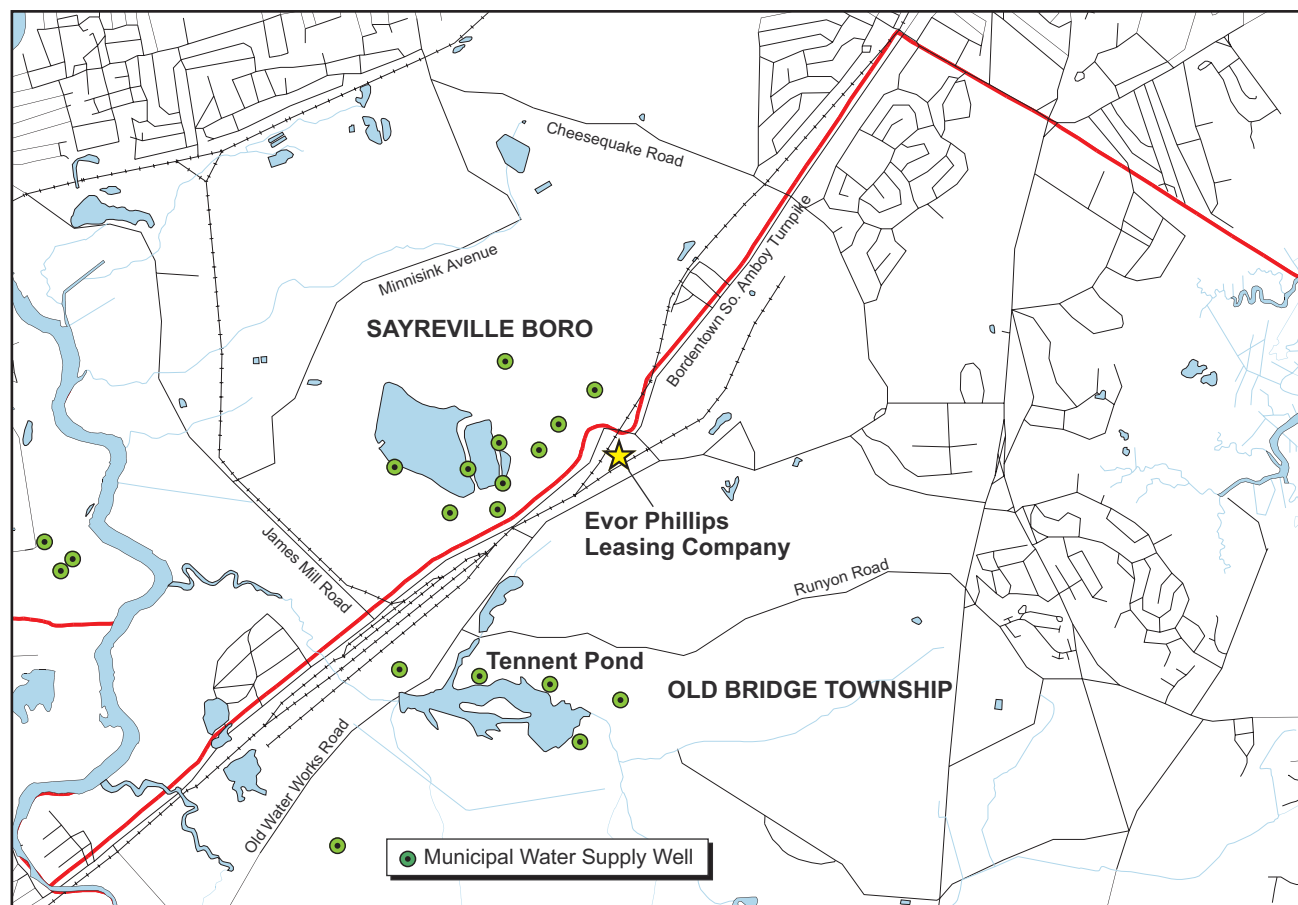 Cheesequake Road
Bordentown So. Amboy Turnpike
Minnisink Avenue
SAYREVILLE BORO
Evor Phillips
Leasing Company
James Mill Road
Runyon Road
Tennent Pond
OLD BRIDGE TOWNSHIP
Old Water Works Road
Municipal Water Supply Well